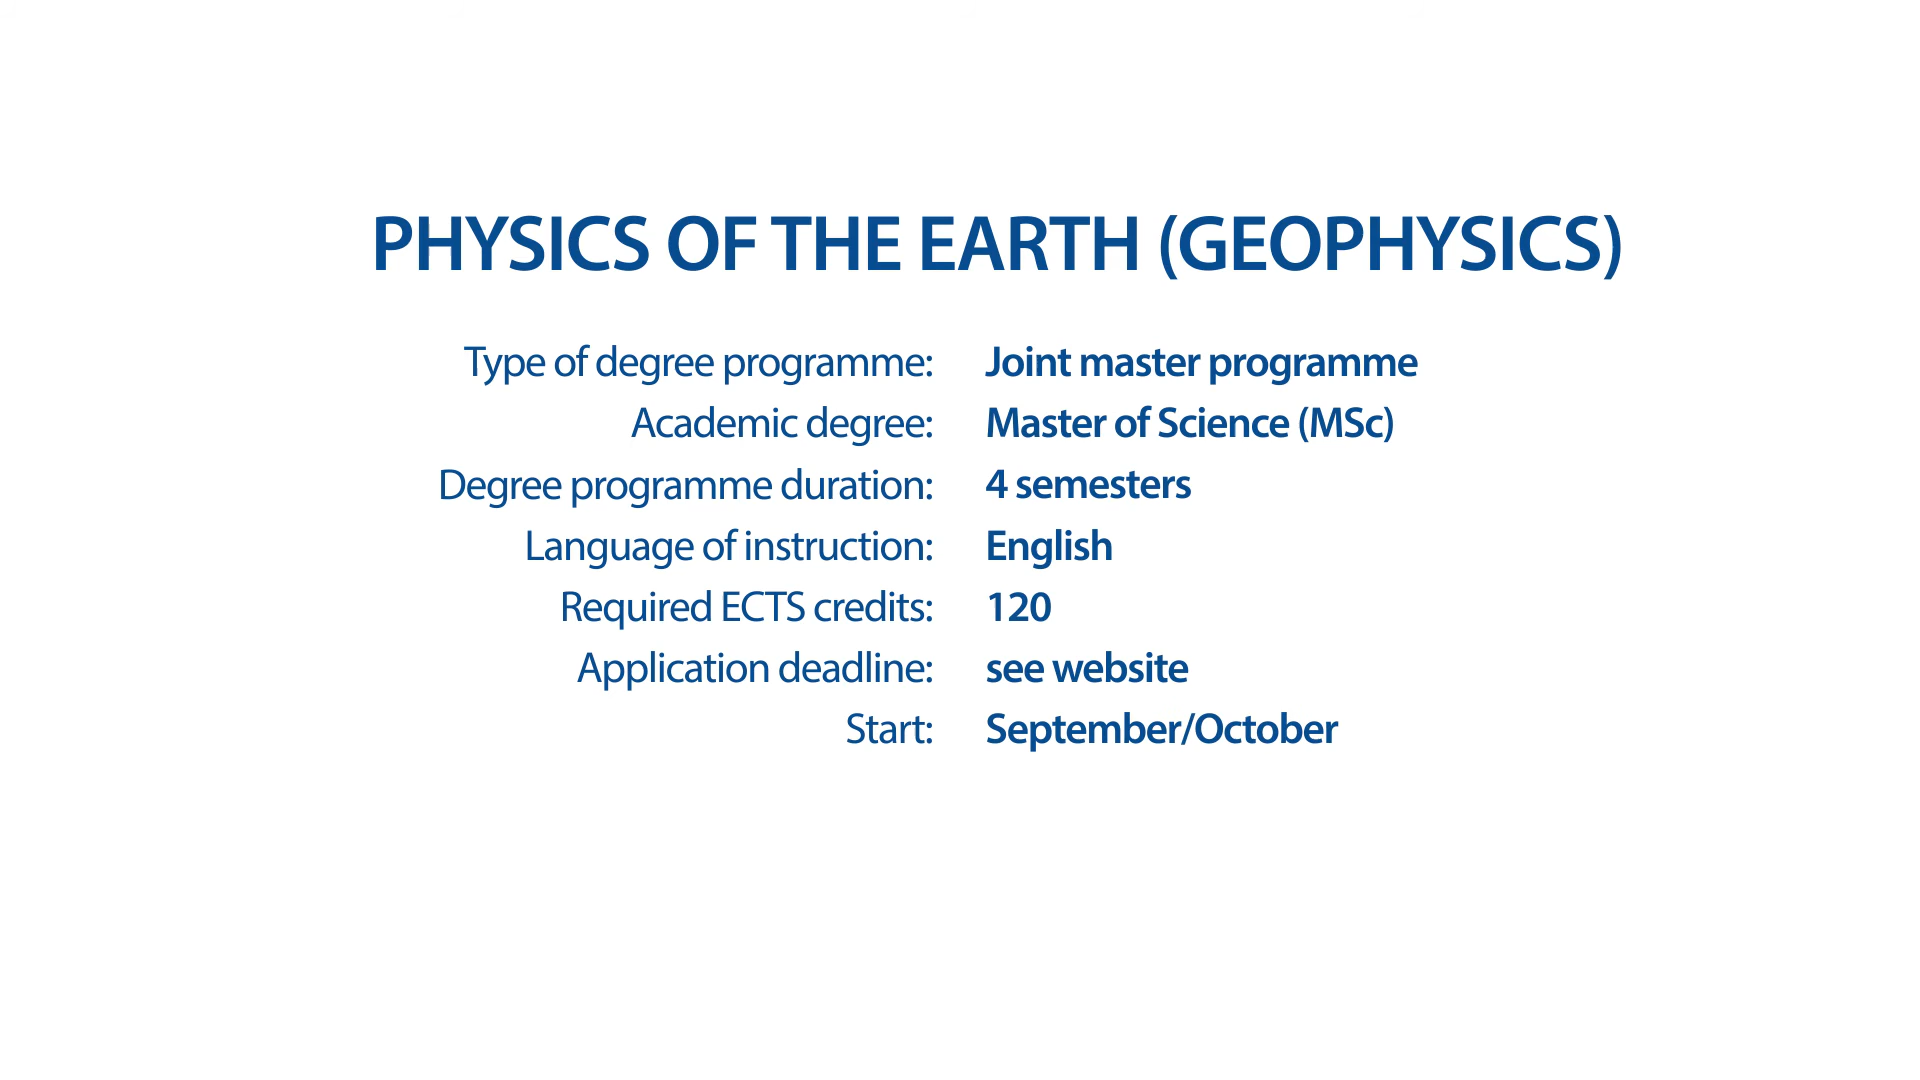 PHYSICS OF THE EARTH (GEOPHYSICS)
Type of degree programme: Joint master programme
Academic degree: Master of Science (MSc)
Degree programme duration: 4 semesters
Language of instruction: English
Required ECTS credits: 120
Application deadline: see website
Start: September/October